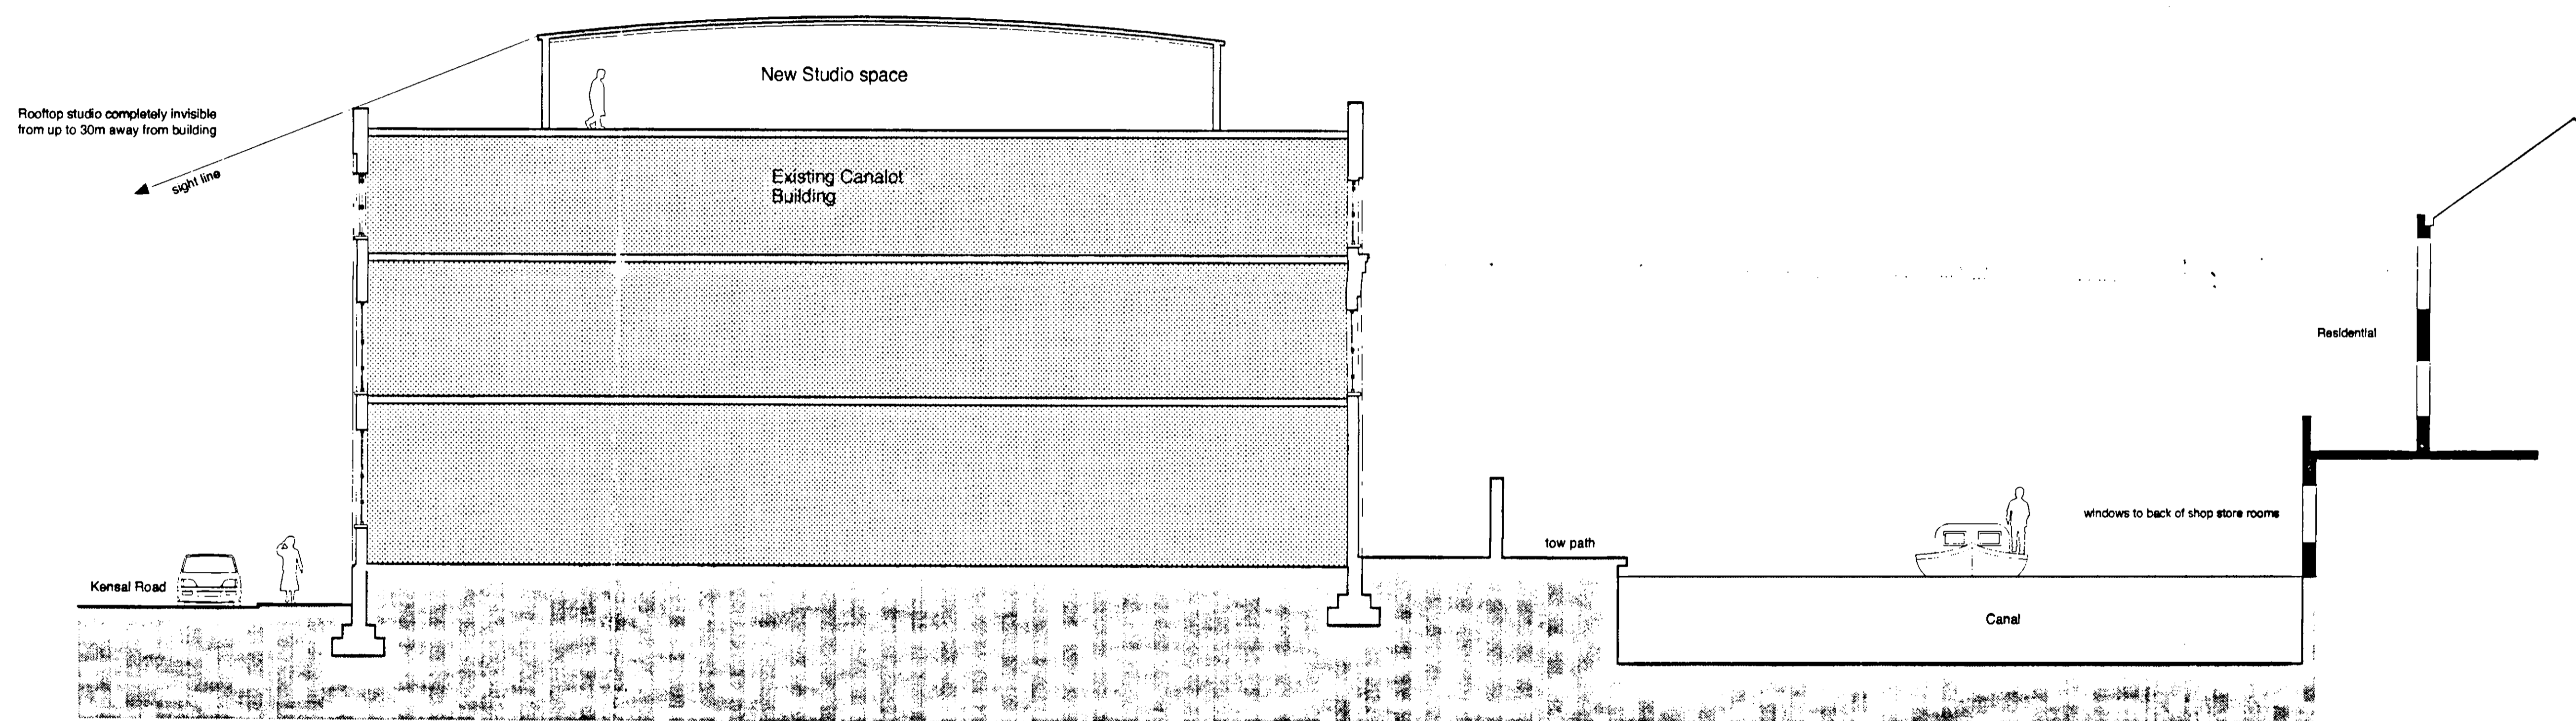 New Studio space
Rooftop studio completely invisible
from up to 30m away from building
sight line
Existing Canalot
Building
Residential
windows to back of shop store rooms
tow path
Kensal Road
Canal